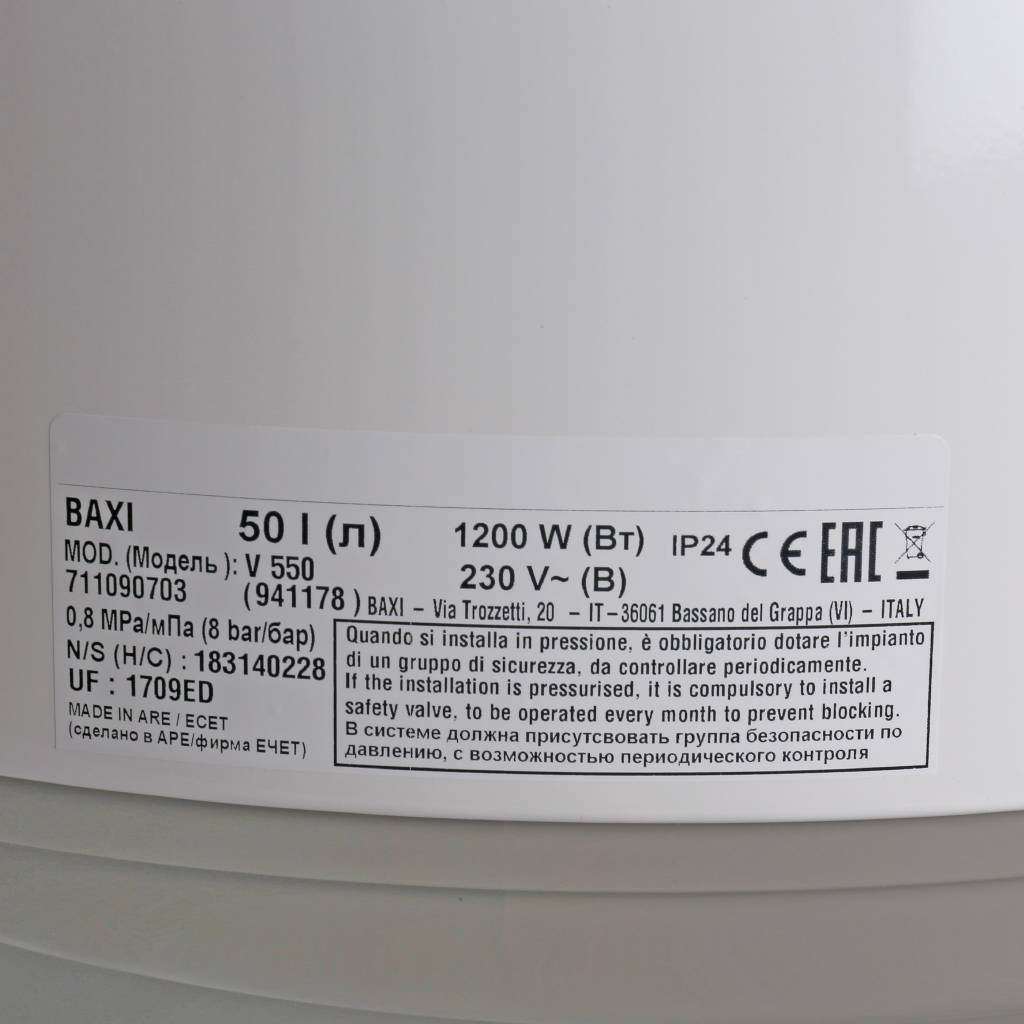 BAXI 50 l (л) 1200 W (Вт) IP24 CE EAC
MOD. (Модель ): V 550 230 V~ (В)
711090703 (941178 ) BAXI – Via Trozzetti, 20 – IT–36061 Bassano del Grappa (VI) – ITALY
0,8 MPa/мПа (8 bar/бар)
N/S (Н/С) : 183140228
UF : 1709ED
MADE IN ARE / ECET
(сделано в АРЕ/фирма ЕЧЕТ)
Quando si installa in pressione, è obbligatorio dotare l'impianto
di un gruppo di sicurezza, da controllare periodicamente.
If the installation is pressurised, it is compulsory to install a
safety valve, to be operated every month to prevent blocking.
В системе должна присутсвовать группа безопасности по
давлению, с возможностью периодического контроля